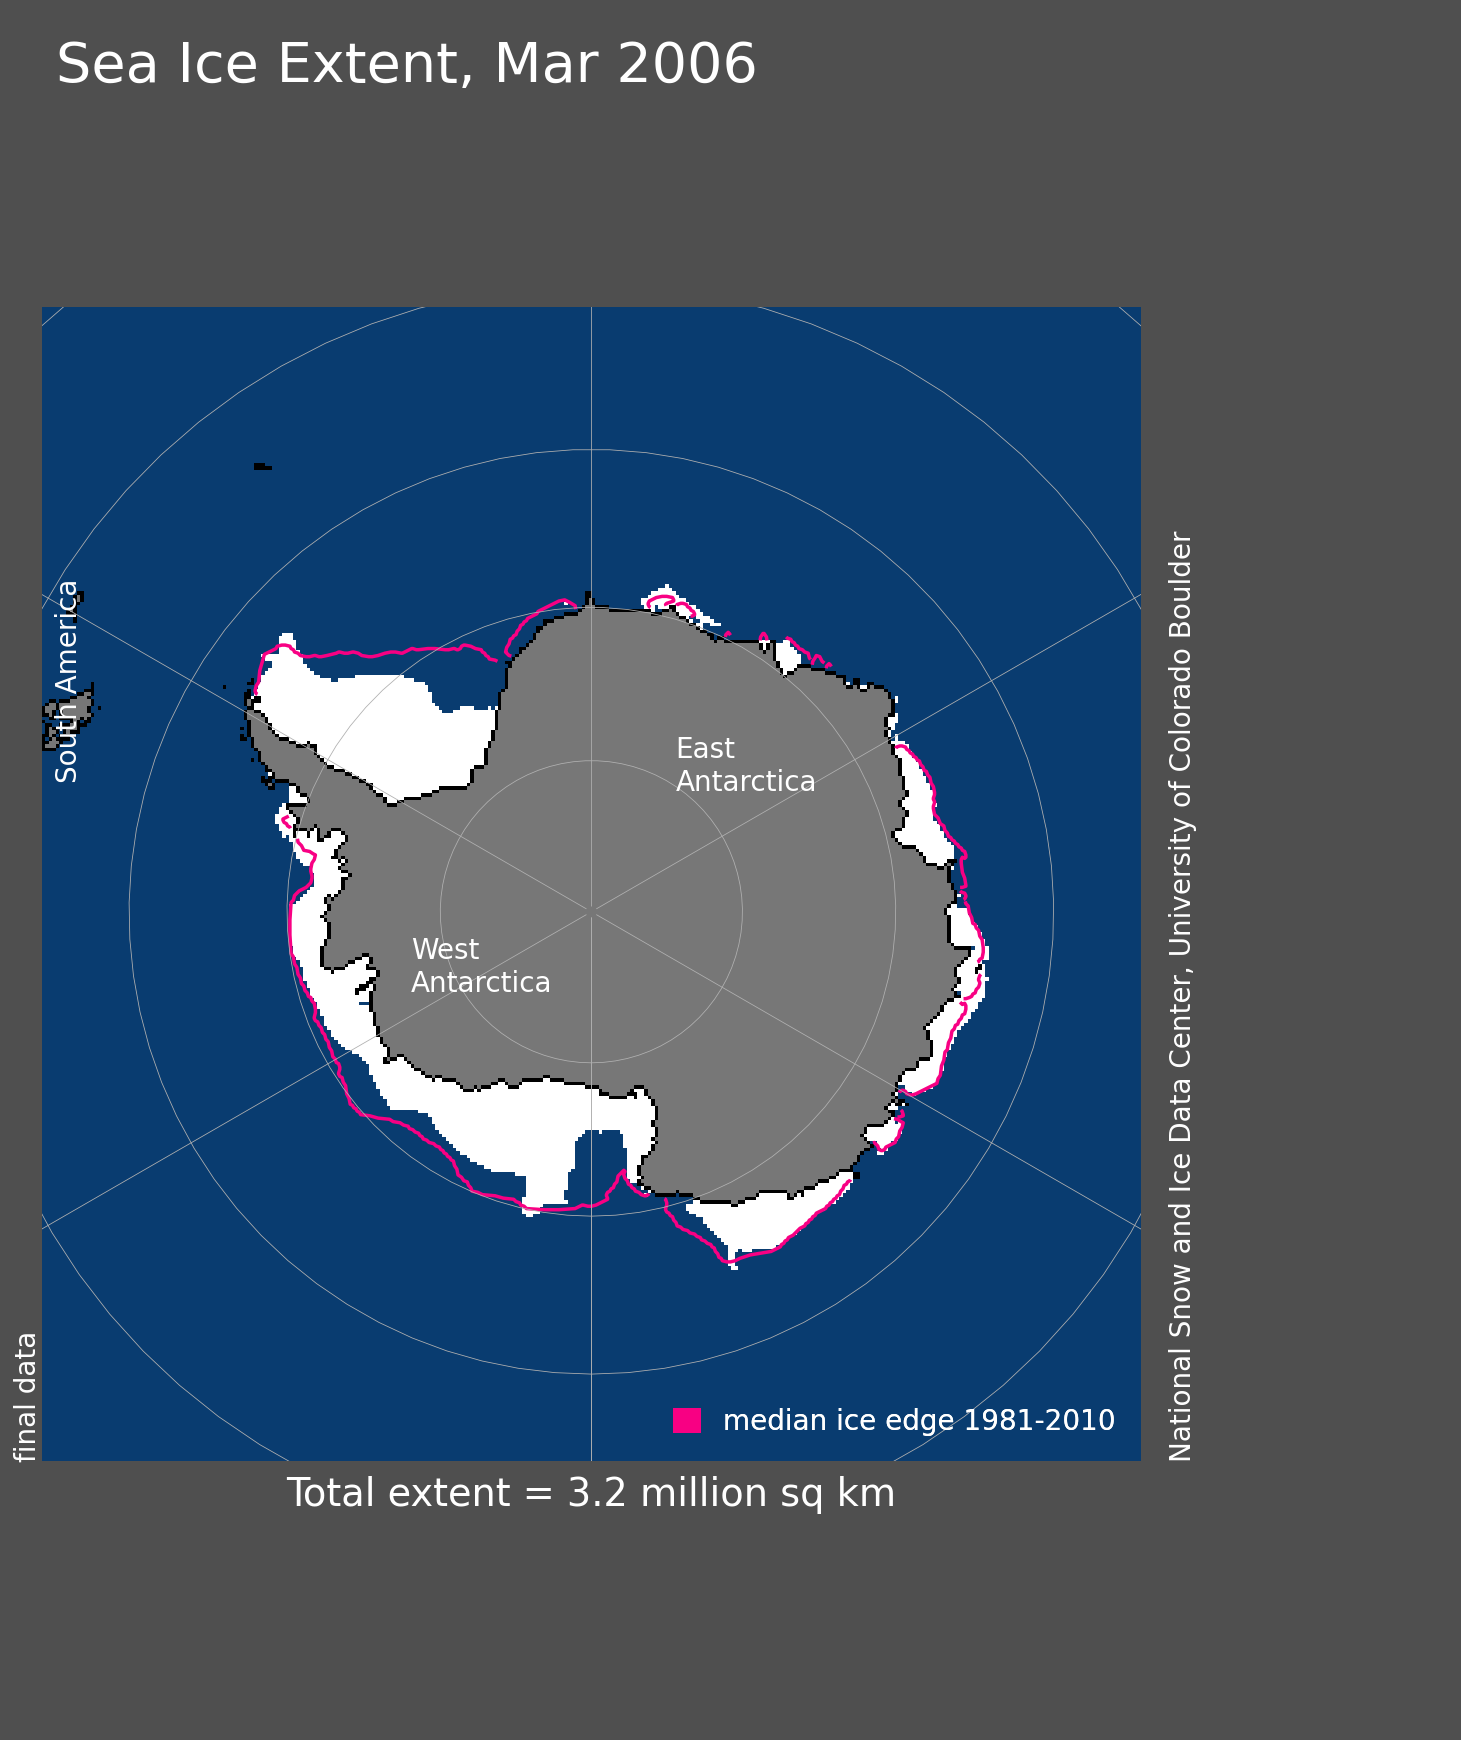 Sea Ice Extent, Mar 2006
South America
East
Antarctica
West
Antarctica
median ice edge 1981-2010
final data
National Snow and Ice Data Center, University of Colorado Boulder
Total extent = 3.2 million sq km